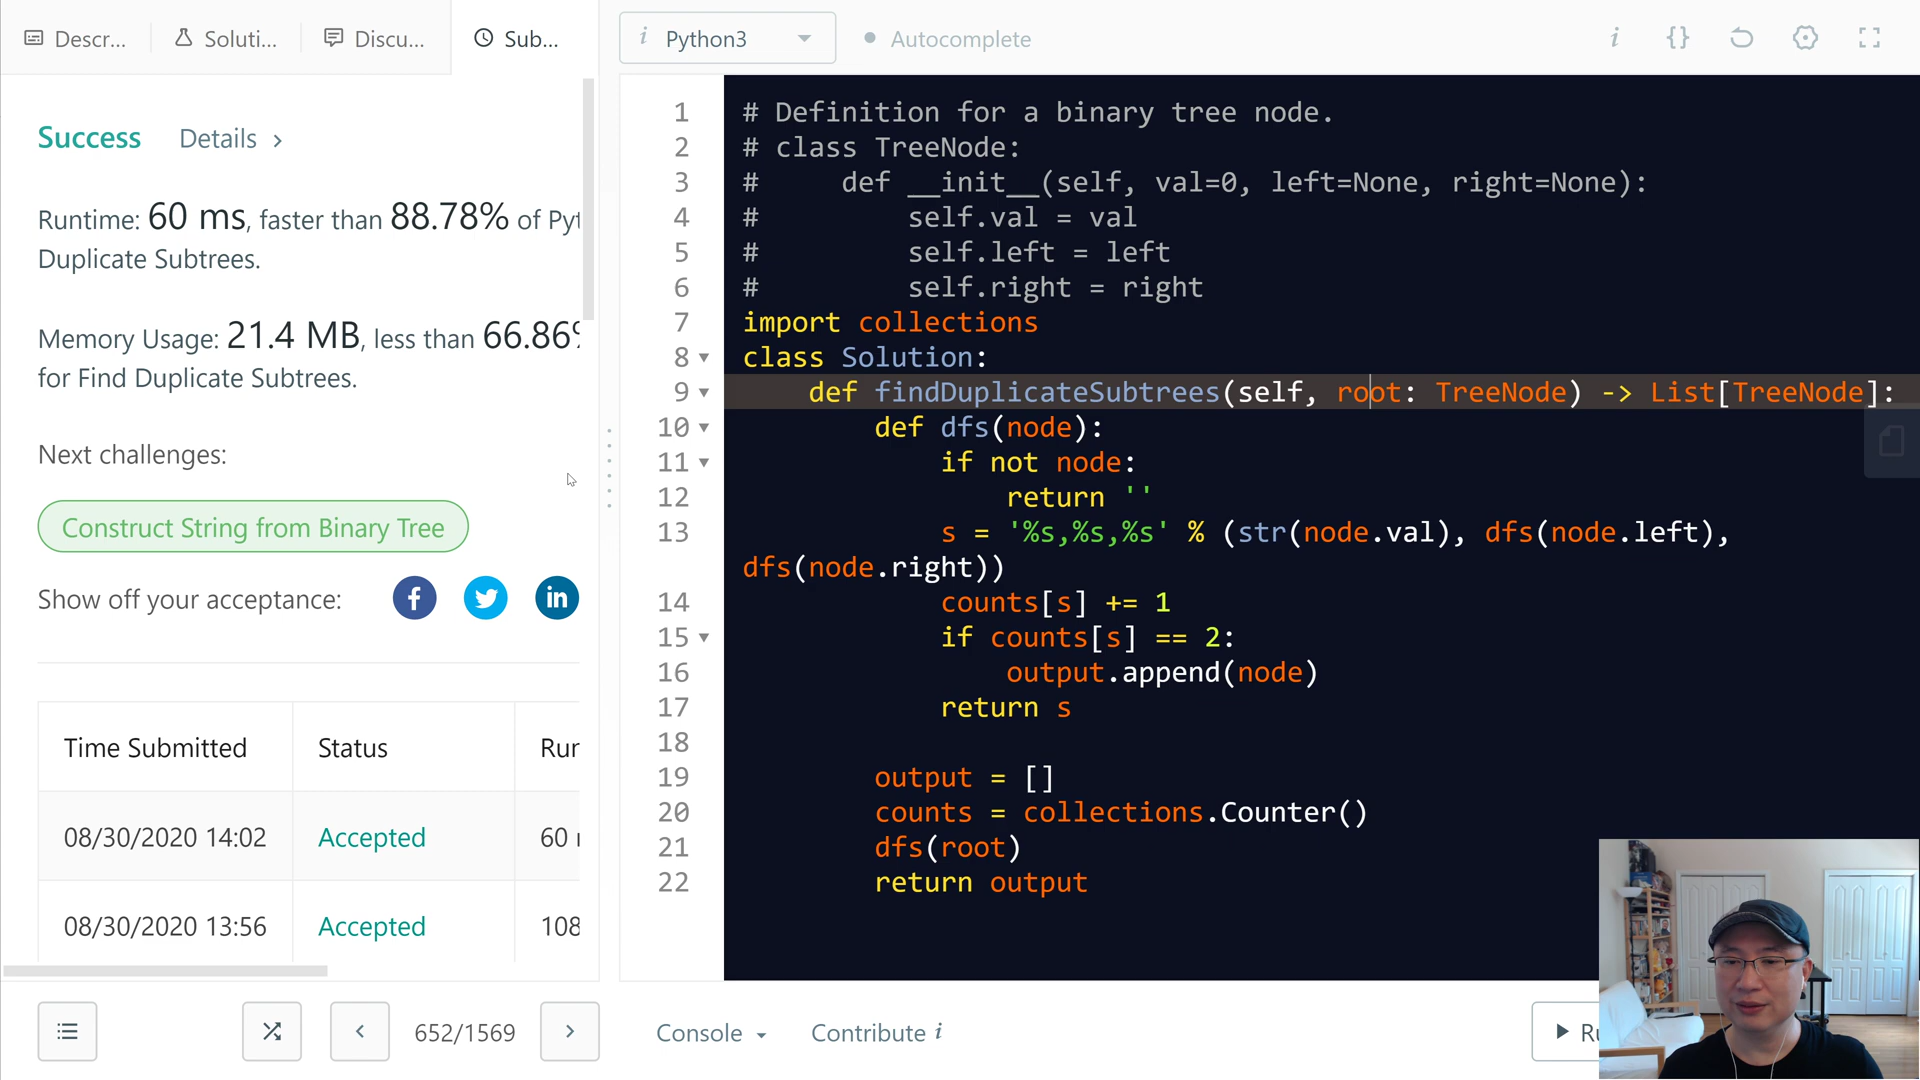 Descr...
Soluti...
Discu...
Sub...
i Python3
Autocomplete
i {}
Success Details >
Runtime: 60 ms, faster than 88.78% of Pyt
Duplicate Subtrees.
Memory Usage: 21.4 MB, less than 66.86%
for Find Duplicate Subtrees.
Next challenges:
Construct String from Binary Tree
Show off your acceptance: f in
Time Submitted Status Run
08/30/2020 14:02 Accepted 60 m
08/30/2020 13:56 Accepted 108
652/1569
1 # Definition for a binary tree node.
2 # class TreeNode:
3 #     def __init__(self, val=0, left=None, right=None):
4 #         self.val = val
5 #         self.left = left
6 #         self.right = right
7 import collections
8 class Solution:
9     def findDuplicateSubtrees(self, root: TreeNode) -> List[TreeNode]:
10         def dfs(node):
11             if not node:
12                 return ''
13             s = '%s,%s,%s' % (str(node.val), dfs(node.left),
dfs(node.right))
14             counts[s] += 1
15             if counts[s] == 2:
16                 output.append(node)
17             return s
18
19         output = []
20         counts = collections.Counter()
21         dfs(root)
22         return output
Console Contribute i